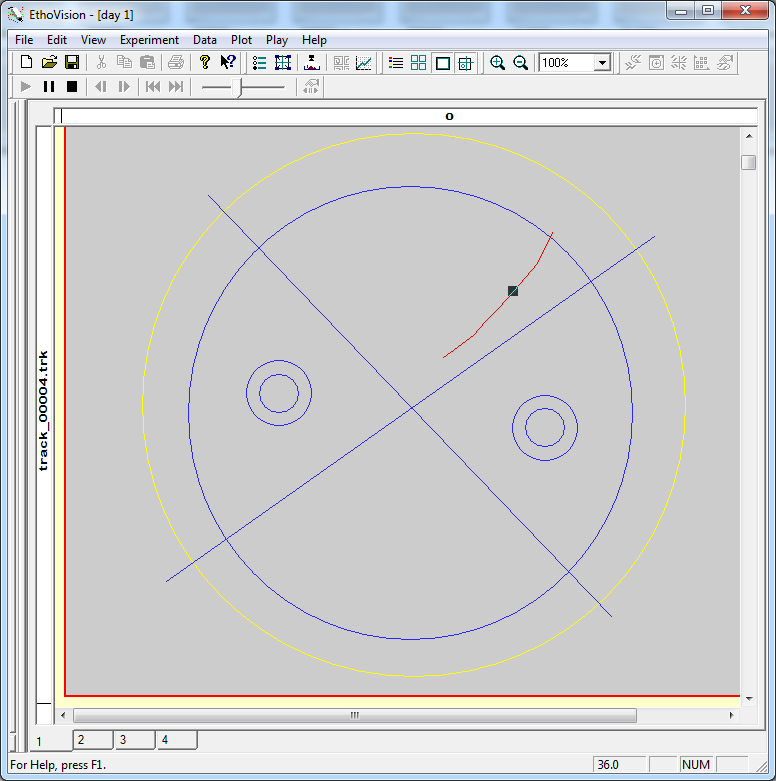 EthoVision - [day 1]
File Edit View Experiment Data Plot Play Help
100%
o
track_00004.trk
1 2 3 4
For Help, press F1. 36.0 NUM